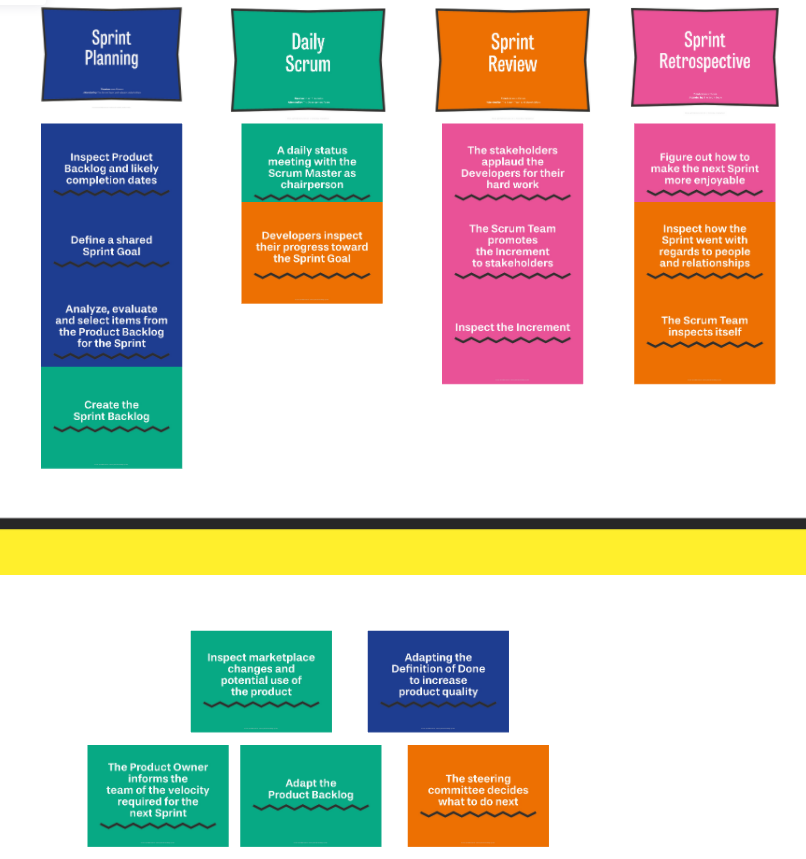 Sprint
Planning
Daily
Scrum
Sprint
Review
Sprint
Retrospective
Inspect Product
Backlog and likely
completion dates
Define a shared
Sprint Goal
Analyze, evaluate
and select items from
the Product Backlog
for the Sprint
Create the
Sprint Backlog
A daily status
meeting with the
Scrum Master as
chairperson
Developers inspect
their progress toward
the Sprint Goal
The stakeholders
applaud the
Developers for their
hard work
The Scrum Team
promotes
the Increment
to stakeholders
Inspect the Increment
Figure out how to
make the next Sprint
more enjoyable
Inspect how the
Sprint went with
regards to people
and relationships
The Scrum Team
inspects itself
Inspect marketplace
changes and
potential use of
the product
Adapting the
Definition of Done
to increase
product quality
The Product Owner
informs the
team of the velocity
required for the
next Sprint
Adapt the
Product Backlog
The steering
committee decides
what to do next